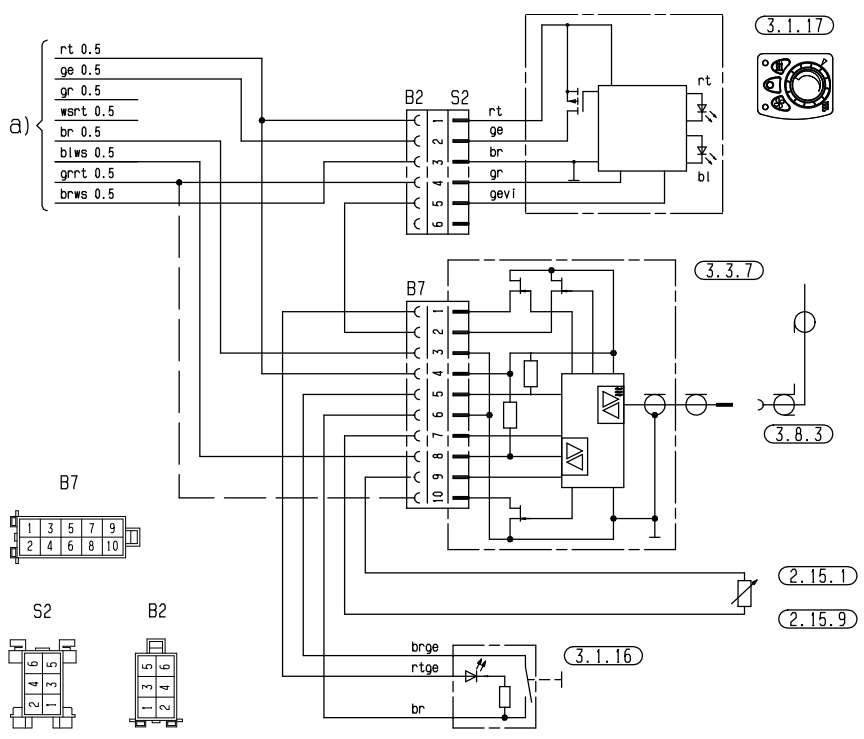 3.1.17
a)
rt 0.5
ge 0.5
gr 0.5
wsrt 0.5
br 0.5
blws 0.5
grrt 0.5
brws 0.5
B2 S2
1
2
3
4
5
6
rt
ge
br
gr
gevi
rt
bl
3.3.7
B7
1
2
3
4
5
6
7
8
9
10
3.8.3
B7
1 3 5 7 9
2 4 6 8 10
2.15.1
2.15.9
S2
6 5
4 3
2 1
B2
5 6
3 4
1 2
brge
rtge
br
3.1.16